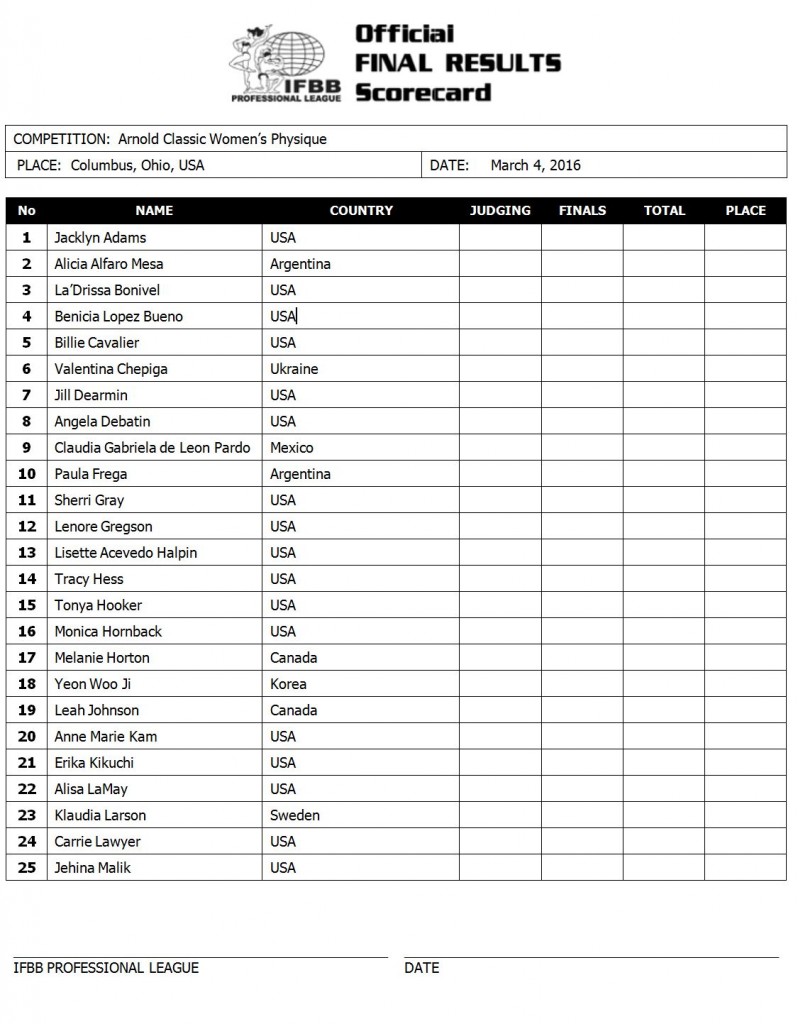 Official
FINAL RESULTS
Scorecard
IFBB
PROFESSIONAL LEAGUE
COMPETITION: Arnold Classic Women’s Physique
PLACE: Columbus, Ohio, USA DATE: March 4, 2016
No NAME COUNTRY JUDGING FINALS TOTAL PLACE
1 Jacklyn Adams USA
2 Alicia Alfaro Mesa Argentina
3 La’Drissa Bonivel USA
4 Benicia Lopez Bueno USA
5 Billie Cavalier USA
6 Valentina Chepiga Ukraine
7 Jill Dearmin USA
8 Angela Debatin USA
9 Claudia Gabriela de Leon Pardo Mexico
10 Paula Frega Argentina
11 Sherri Gray USA
12 Lenore Gregson USA
13 Lisette Acevedo Halpin USA
14 Tracy Hess USA
15 Tonya Hooker USA
16 Monica Hornback USA
17 Melanie Horton Canada
18 Yeon Woo Ji Korea
19 Leah Johnson Canada
20 Anne Marie Kam USA
21 Erika Kikuchi USA
22 Alisa LaMay USA
23 Klaudia Larson Sweden
24 Carrie Lawyer USA
25 Jehina Malik USA
IFBB PROFESSIONAL LEAGUE DATE